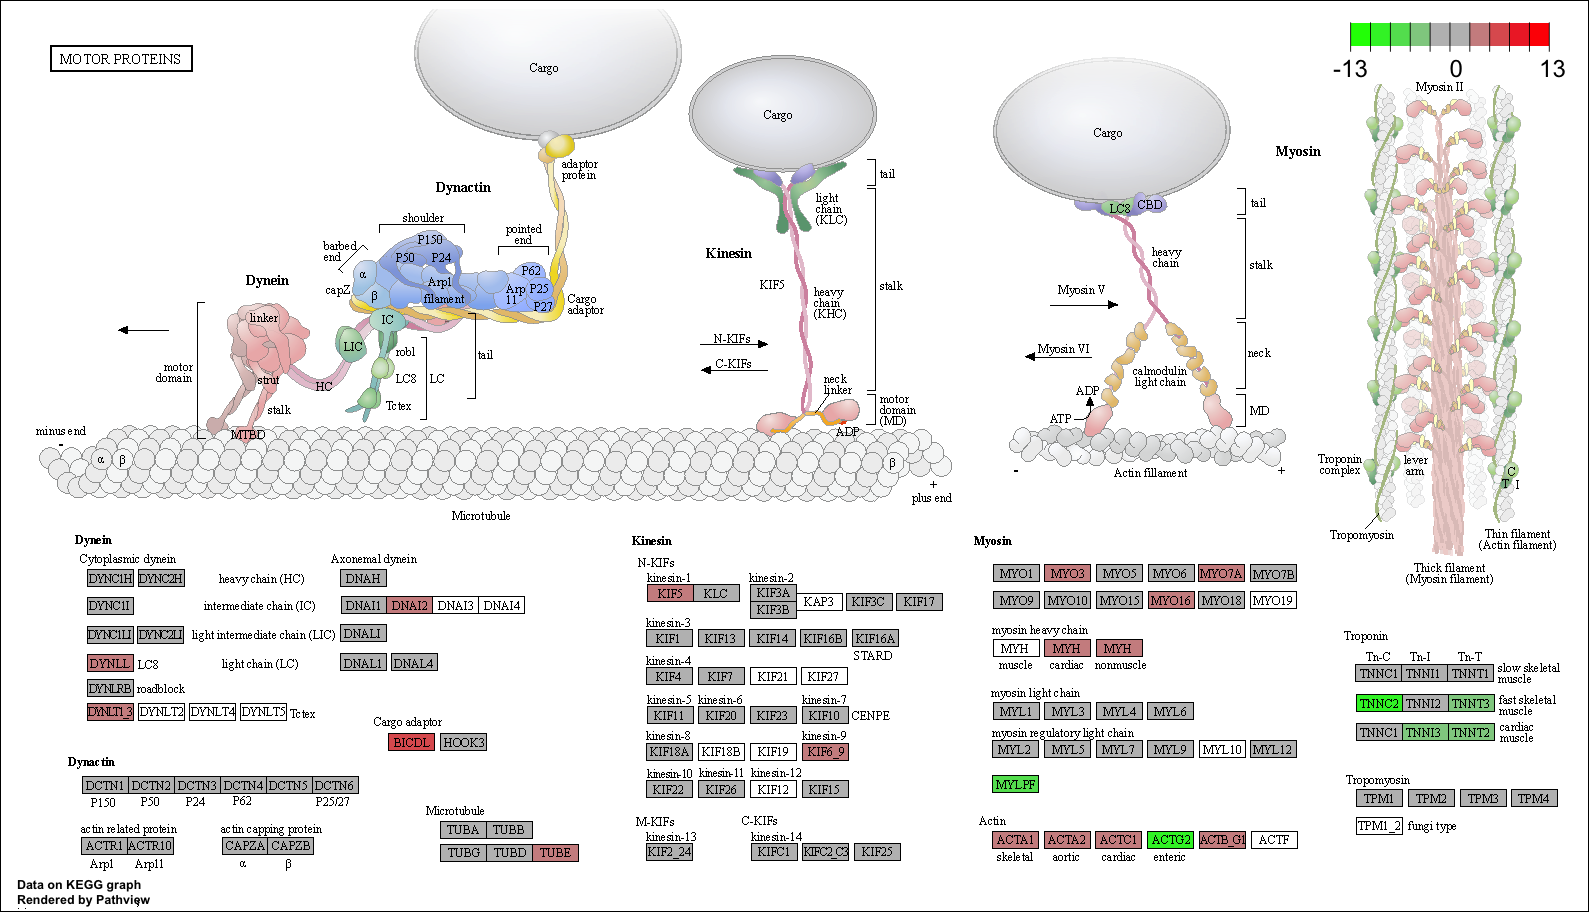 MOTOR PROTEINS
-13 0 13
Cargo
adaptor
protein
Dynactin
shoulder
P150
P50 P24
Arp1
filament
barbed
end
α
β
capZ
pointed
end
P62
Arp
11
P25
P27
Cargo
adaptor
Dynein
linker
strut
stalk
MTBD
motor
domain
HC
LIC
IC
robl
LC8
Tctex
LC
tail
minus end
-
α β
β
+
plus end
Microtubule
Cargo
tail
light
chain
(KLC)
Kinesin
KIF5
heavy
chain
(KHC)
stalk
N-KIFs
C-KIFs
neck
linker
motor
domain
(MD)
ADP
Cargo
Myosin
LC8 CBD
tail
heavy
chain
stalk
Myosin V
Myosin VI
neck
calmodulin
light chain
ADP
ATP
MD
-
+
Actin filament
Myosin II
Troponin
complex
lever
arm
C
T I
Tropomyosin
Thin filament
(Actin filament)
Thick filament
(Myosin filament)
Dynein
Cytoplasmic dynein
Axonemal dynein
DYNC1H DYNC2H heavy chain (HC) DNAH
DYNC1I intermediate chain (IC) DNAI1 DNAI2 DNAI3 DNAI4
DYNC1LI DYNC2LI light intermediate chain (LIC) DNALI
DYNLL LC8 light chain (LC) DNAL1 DNAL4
DYNLRB roadblock
DYNLT1_3 DYNLT2 DYNLT4 DYNLT5 Tctex
Cargo adaptor
BICDL HOOK3
Dynactin
DCTN1 DCTN2 DCTN3 DCTN4 DCTN5 DCTN6
P150 P50 P24 P62 P25/27
actin related protein
ACTR1 ACTR10
Arp1 Arp11
actin capping protein
CAPZA CAPZB
α β
Microtubule
TUBA TUBB
TUBG TUBD TUBE
Kinesin
N-KIFs
kinesin-1 kinesin-2
KIF5 KLC KIF3A
KIF3B
KAP3 KIF3C KIF17
kinesin-3
KIF1 KIF13 KIF14 KIF16B KIF16A
STARD
kinesin-4
KIF4 KIF7 KIF21 KIF27
kinesin-5 kinesin-6 kinesin-7
KIF11 KIF20 KIF23 KIF10 CENPE
kinesin-8 kinesin-9
KIF18A KIF18B KIF19 KIF6_9
kinesin-10 kinesin-11 kinesin-12
KIF22 KIF26 KIF12 KIF15
M-KIFs C-KIFs
kinesin-13 kinesin-14
KIF2_24 KIFC1 KIFC2_C3 KIF25
Myosin
MYO1 MYO3 MYO5 MYO6 MYO7A MYO7B
MYO9 MYO10 MYO15 MYO16 MYO18 MYO19
myosin heavy chain
MYH MYH MYH
muscle cardiac nonmuscle
myosin light chain
MYL1 MYL3 MYL4 MYL6
myosin regulatory light chain
MYL2 MYL5 MYL7 MYL9 MYL10 MYL12
MYLPF
Actin
ACTA1 ACTA2 ACTC1 ACTG2 ACTB_G1 ACTF
skeletal aortic cardiac enteric
Troponin
Tn-C Tn-I Tn-T
TNNC1 TNNI1 TNNT1 slow skeletal
muscle
TNNC2 TNNI2 TNNT3 fast skeletal
muscle
TNNC1 TNNI3 TNNT2 cardiac
muscle
Tropomyosin
TPM1 TPM2 TPM3 TPM4
TPM1_2 fungi type
Data on KEGG graph
Rendered by Pathview